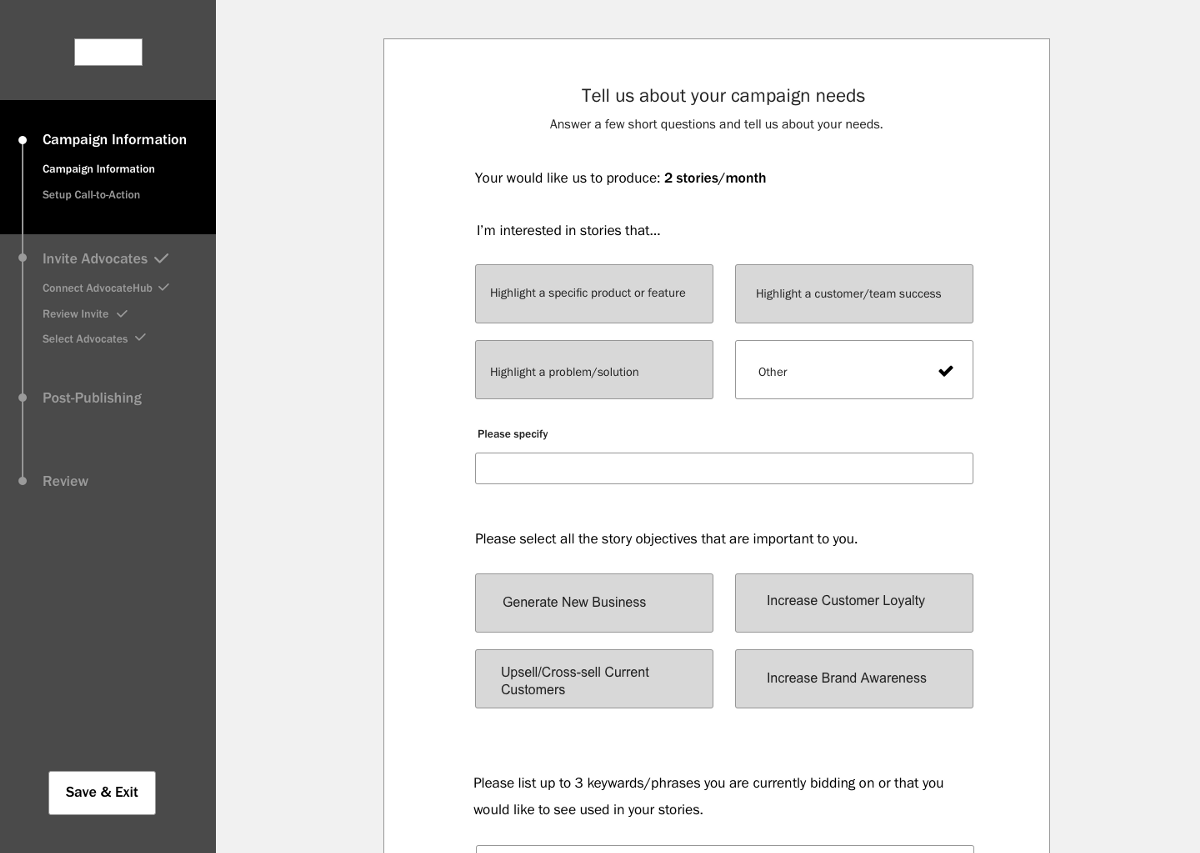 Campaign Information
Campaign Information
Setup Call-to-Action
Invite Advocates
Connect AdvocateHub
Review Invite
Select Advocates
Post-Publishing
Review
Save & Exit
Tell us about your campaign needs
Answer a few short questions and tell us about your needs.
Your would like us to produce: 2 stories/month
I'm interested in stories that...
Highlight a specific product or feature
Highlight a customer/team success
Highlight a problem/solution
Other
Please specify
Please select all the story objectives that are important to you.
Generate New Business
Increase Customer Loyalty
Upsell/Cross-sell Current
Customers
Increase Brand Awareness
Please list up to 3 keywards/phrases you are currently bidding on or that you
would like to see used in your stories.